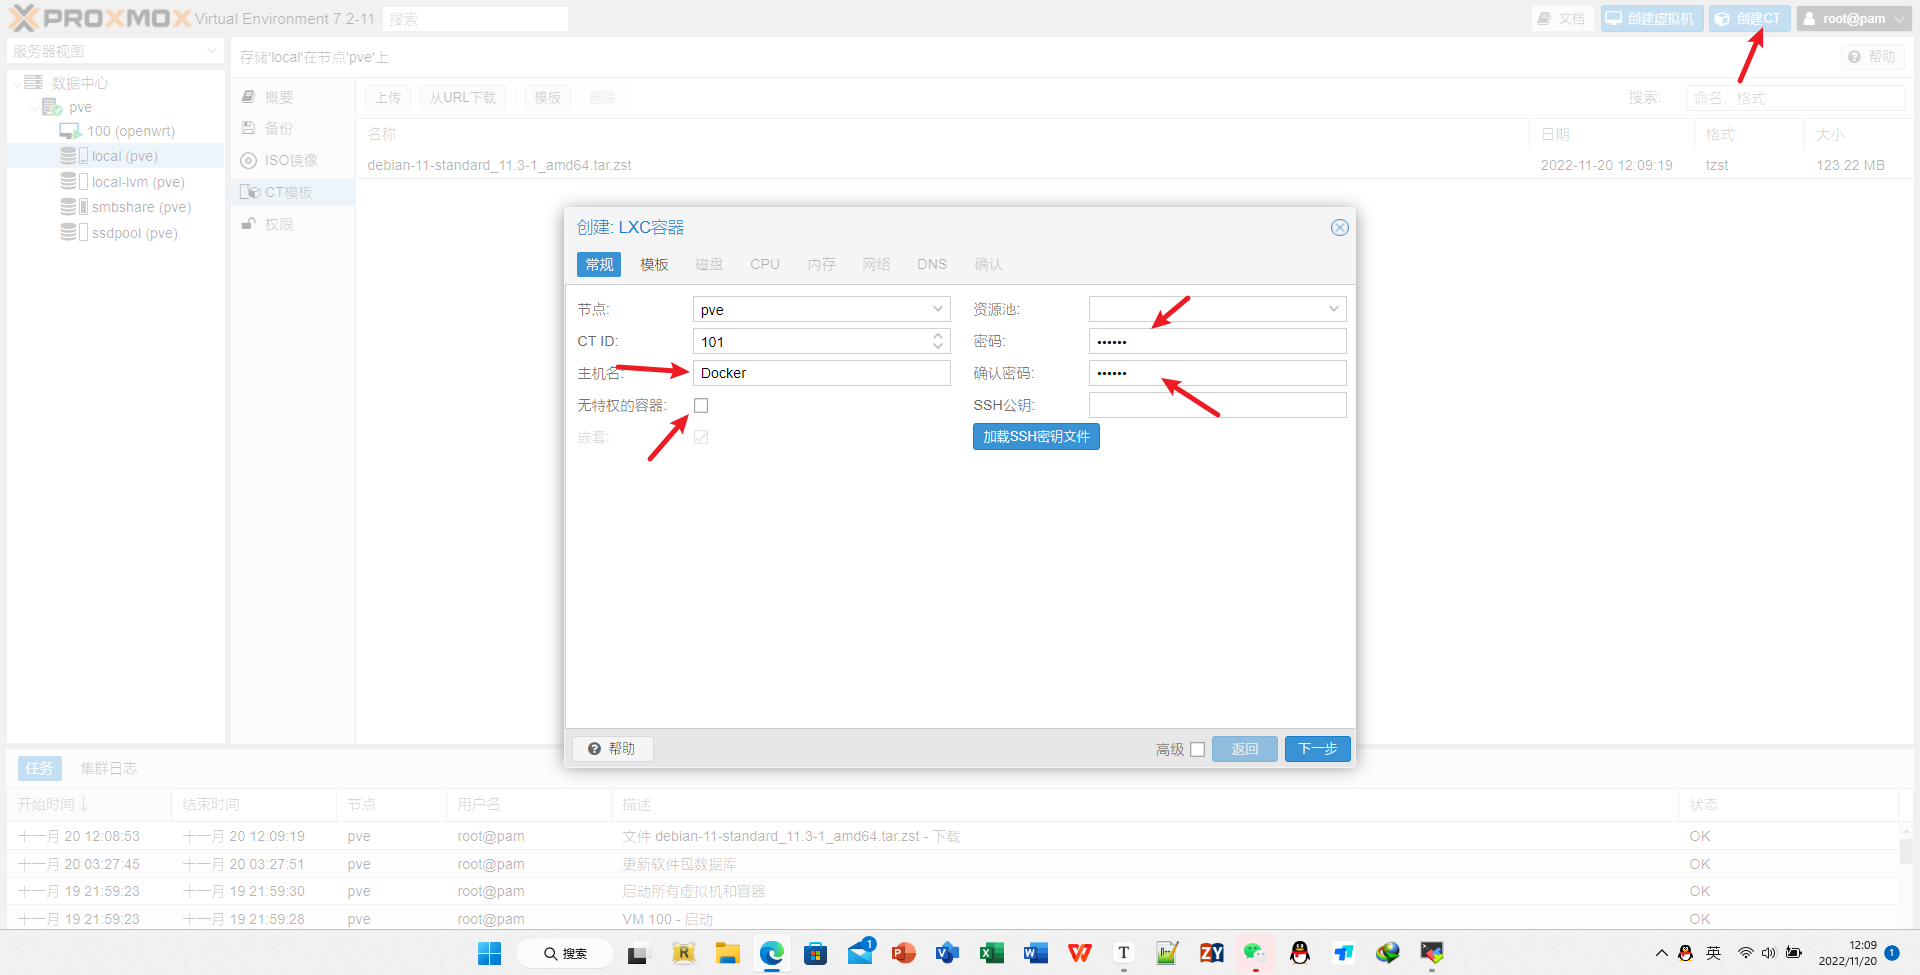 PROXMOX Virtual Environment 7.2-11 搜索 文档 创建虚拟机 创建CT root@pam
服务器视图
数据中心
pve
100 (openwrt)
local (pve)
local-lvm (pve)
smbshare (pve)
ssdpool (pve)
存储'local'在节点'pve'上 帮助
概要
备份
ISO镜像
CT模板
权限
上传 从URL下载 模板 删除 搜索: 命名, 格式
名称 日期 格式 大小
debian-11-standard_11.3-1_amd64.tar.zst 2022-11-20 12:09:19 tzst 123.22 MB
创建: LXC容器
常规 模板 磁盘 CPU 内存 网络 DNS 确认
节点: pve 资源池:
CT ID: 101 密码: ••••••
主机名: Docker 确认密码: ••••••
无特权的容器: SSH公钥:
嵌套: 加载SSH密钥文件
帮助 高级 返回 下一步
任务 集群日志
开始时间↓ 结束时间 节点 用户名 描述 状态
十一月 20 12:08:53 十一月 20 12:09:19 pve root@pam 文件 debian-11-standard_11.3-1_amd64.tar.zst - 下载 OK
十一月 20 03:27:45 十一月 20 03:27:51 pve root@pam 更新软件包数据库 OK
十一月 19 21:59:23 十一月 19 21:59:30 pve root@pam 启动所有虚拟机和容器 OK
十一月 19 21:59:23 十一月 19 21:59:28 pve root@pam VM 100 - 启动 OK
搜索 R 1 P V X W W T ZY 英 12:09
2022/11/20 1